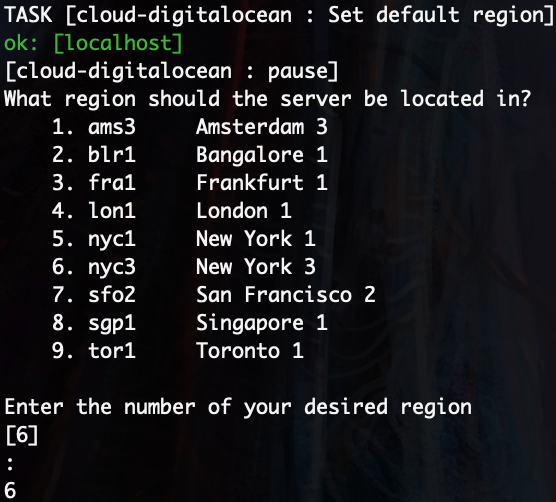 TASK [cloud-digitalocean : Set default region]
ok: [localhost]
[cloud-digitalocean : pause]
What region should the server be located in?
    1. ams3     Amsterdam 3
    2. blr1     Bangalore 1
    3. fra1     Frankfurt 1
    4. lon1     London 1
    5. nyc1     New York 1
    6. nyc3     New York 3
    7. sfo2     San Francisco 2
    8. sgp1     Singapore 1
    9. tor1     Toronto 1

Enter the number of your desired region
[6]
:
6